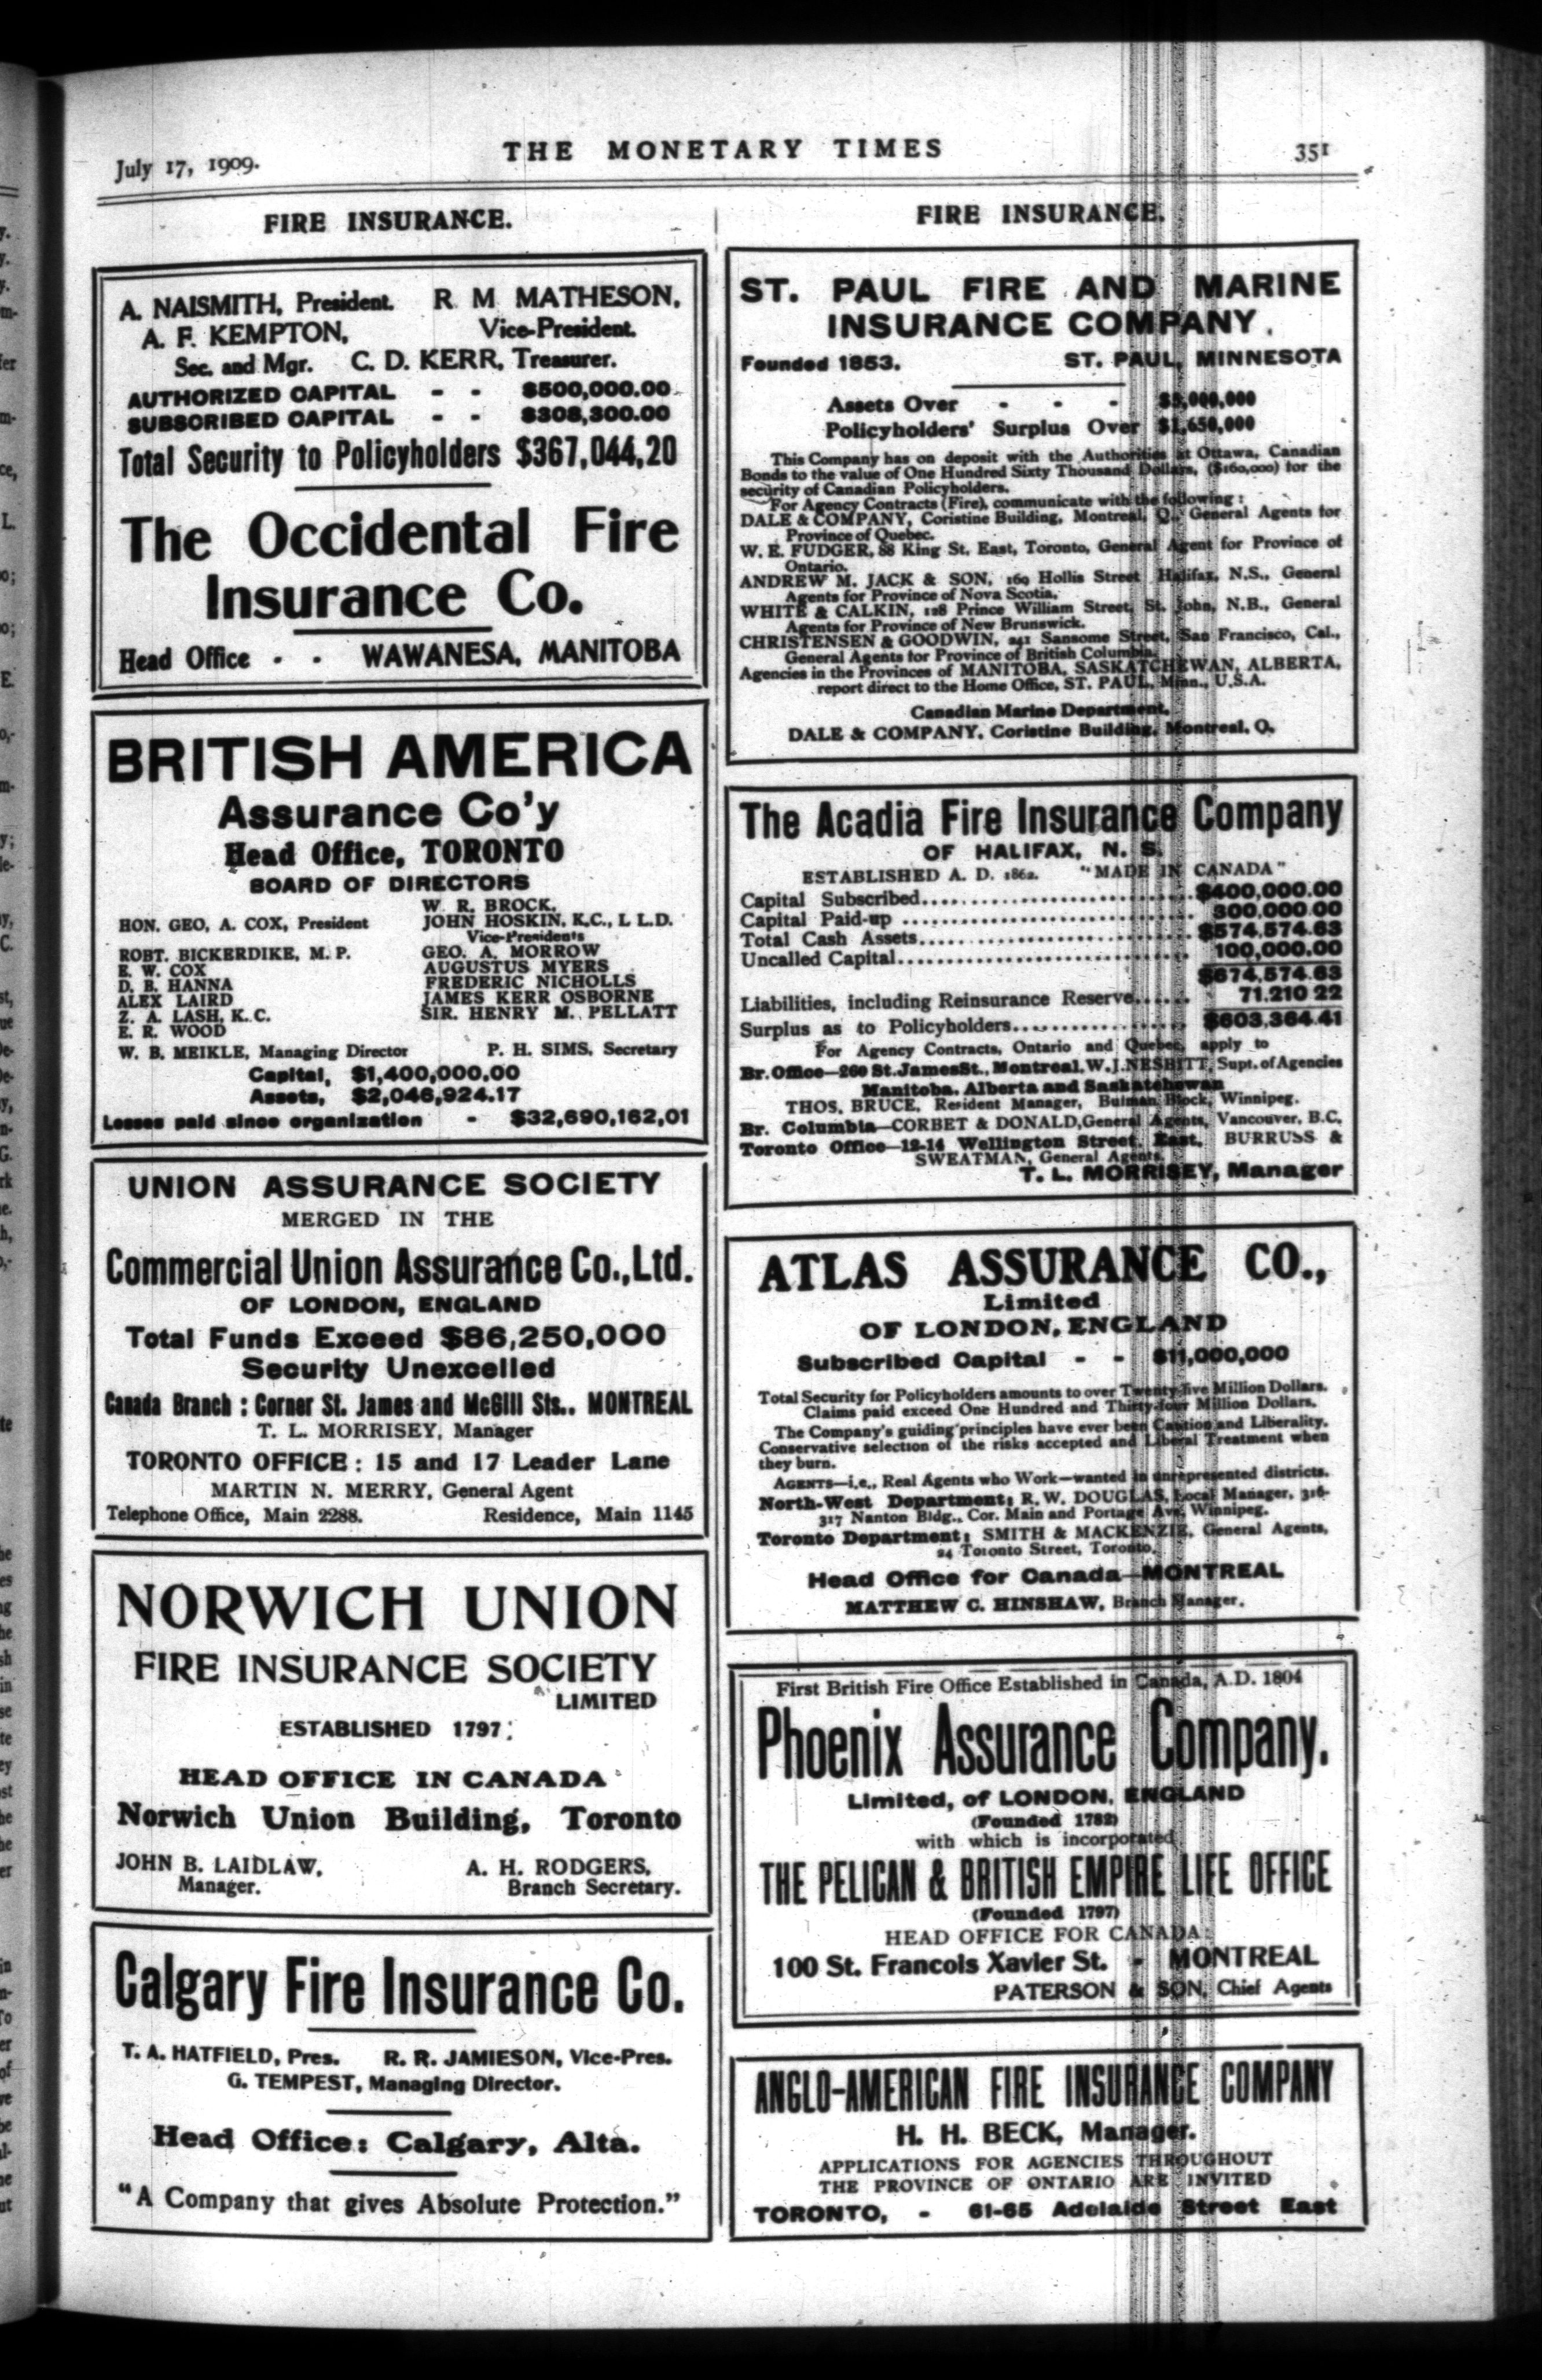 July 17, 1909.
THE MONETARY TIMES
351
FIRE INSURANCE.
A. NAISMITH, President. R M MATHESON,
A. F. KEMPTON, Vice-President.
Sec. and Mgr. C. D. KERR, Treasurer.
AUTHORIZED CAPITAL - - $500,000.00
SUBSCRIBED CAPITAL - - $308,300.00
Total Security to Policyholders $367,044,20
The Occidental Fire
Insurance Co.
Head Office - - WAWANESA, MANITOBA
BRITISH AMERICA
Assurance Co'y
Head Office, TORONTO
BOARD OF DIRECTORS
W. R. BROCK,
HON. GEO, A. COX, President JOHN HOSKIN, K.C., L L.D.
Vice-Presidents
ROBT. BICKERDIKE, M. P. GEO. A. MORROW
E. W. COX AUGUSTUS MYERS
D. B. HANNA FREDERIC NICHOLLS
ALEX LAIRD JAMES KERR OSBORNE
Z. A. LASH, K. C. SIR. HENRY M. PELLATT
E. R. WOOD
W. B. MEIKLE, Managing Director P. H. SIMS, Secretary
Capital, $1,400,000.00
Assets, $2,046,924.17
Losses paid since organization - $32,690,162,01
UNION ASSURANCE SOCIETY
MERGED IN THE
Commercial Union Assurance Co., Ltd.
OF LONDON, ENGLAND
Total Funds Exceed $86,250,000
Security Unexcelled
Canada Branch : Corner St. James and McGill Sts.. MONTREAL
T. L. MORRISEY, Manager
TORONTO OFFICE : 15 and 17 Leader Lane
MARTIN N. MERRY, General Agent
Telephone Office, Main 2288. Residence, Main 1145
NORWICH UNION
FIRE INSURANCE SOCIETY
LIMITED
ESTABLISHED 1797.
HEAD OFFICE IN CANADA
Norwich Union Building, Toronto
JOHN B. LAIDLAW, A. H. RODGERS,
Manager. Branch Secretary.
Calgary Fire Insurance Co.
T. A. HATFIELD, Pres. R. R. JAMIESON, Vice-Pres.
G. TEMPEST, Managing Director.
Head Office: Calgary, Alta.
"A Company that gives Absolute Protection."
FIRE INSURANCE.
ST. PAUL FIRE AND MARINE
INSURANCE COMPANY.
Founded 1853. ST. PAUL, MINNESOTA
Assets Over - - - $5,000,000
Policyholders' Surplus Over $1,650,000
This Company has on deposit with the Authorities at Ottawa, Canadian
Bonds to the value of One Hundred Sixty Thousand Dollars, ($160,000) for the
security of Canadian Policyholders.
For Agency Contracts (Fire), communicate with the following :
DALE & COMPANY, Coristine Building, Montreal, Q., General Agents for
Province of Quebec.
W. E. FUDGER, 88 King St. East, Toronto, General Agent for Province of
Ontario.
ANDREW M. JACK & SON, 169 Hollis Street Halifax, N.S., General
Agents for Province of Nova Scotia.
WHITE & CALKIN, 128 Prince William Street, St. John, N.B., General
Agents for Province of New Brunswick.
CHRISTENSEN & GOODWIN, 241 Sansome Street, San Francisco, Cal.,
General Agents for Province of British Columbia.
Agencies in the Provinces of MANITOBA, SASKATCHEWAN, ALBERTA,
report direct to the Home Office, ST. PAUL, Minn., U.S.A.
Canadian Marine Department.
DALE & COMPANY, Coristine Building, Montreal, Q.
The Acadia Fire Insurance Company
OF HALIFAX, N. S.
ESTABLISHED A. D. 1862. "MADE IN CANADA"
Capital Subscribed........ $400,000.00
Capital Paid-up ........ 300,000.00
Total Cash Assets........ $574,574.63
Uncalled Capital........ 100,000.00
$674,574.63
Liabilities, including Reinsurance Reserve...... 71.210 22
Surplus as to Policyholders........ $603,364.41
For Agency Contracts, Ontario and Quebec, apply to
Br. Office—260 St. James St., Montreal, W. J. NESBITT, Supt. of Agencies
Manitoba, Alberta and Saskatchewan
THOS. BRUCE, Resident Manager, Bulman Block, Winnipeg.
Br. Columbia—CORBET & DONALD, General Agents, Vancouver, B.C.
Toronto Office—12-14 Wellington Street, East, BURRUSS &
SWEATMAN, General Agents.
T. L. MORRISEY, Manager
ATLAS ASSURANCE CO.,
Limited
OF LONDON, ENGLAND
Subscribed Capital - - $11,000,000
Total Security for Policyholders amounts to over Twenty-five Million Dollars.
Claims paid exceed One Hundred and Thirty-four Million Dollars.
The Company's guiding principles have ever been Caution and Liberality.
Conservative selection of the risks accepted and Liberal Treatment when
they burn.
AGENTS—i.e., Real Agents who Work—wanted in unrepresented districts.
North-West Department: R. W. DOUGLAS, Local Manager, 316-
317 Nanton Bldg., Cor. Main and Portage Ave, Winnipeg.
Toronto Department: SMITH & MACKENZIE, General Agents,
24 Toronto Street, Toronto.
Head Office for Canada—MONTREAL
MATTHEW C. HINSHAW, Branch Manager.
First British Fire Office Established in Canada, A.D. 1804
Phoenix Assurance Company.
Limited, of LONDON, ENGLAND
(Founded 1782)
with which is incorporated
THE PELICAN & BRITISH EMPIRE LIFE OFFICE
(Founded 1797)
HEAD OFFICE FOR CANADA:
100 St. Francois Xavier St. - MONTREAL
PATERSON & SON, Chief Agents
ANGLO-AMERICAN FIRE INSURANCE COMPANY
H. H. BECK, Manager.
APPLICATIONS FOR AGENCIES THROUGHOUT
THE PROVINCE OF ONTARIO ARE INVITED
TORONTO, - 61-65 Adelaide Street East